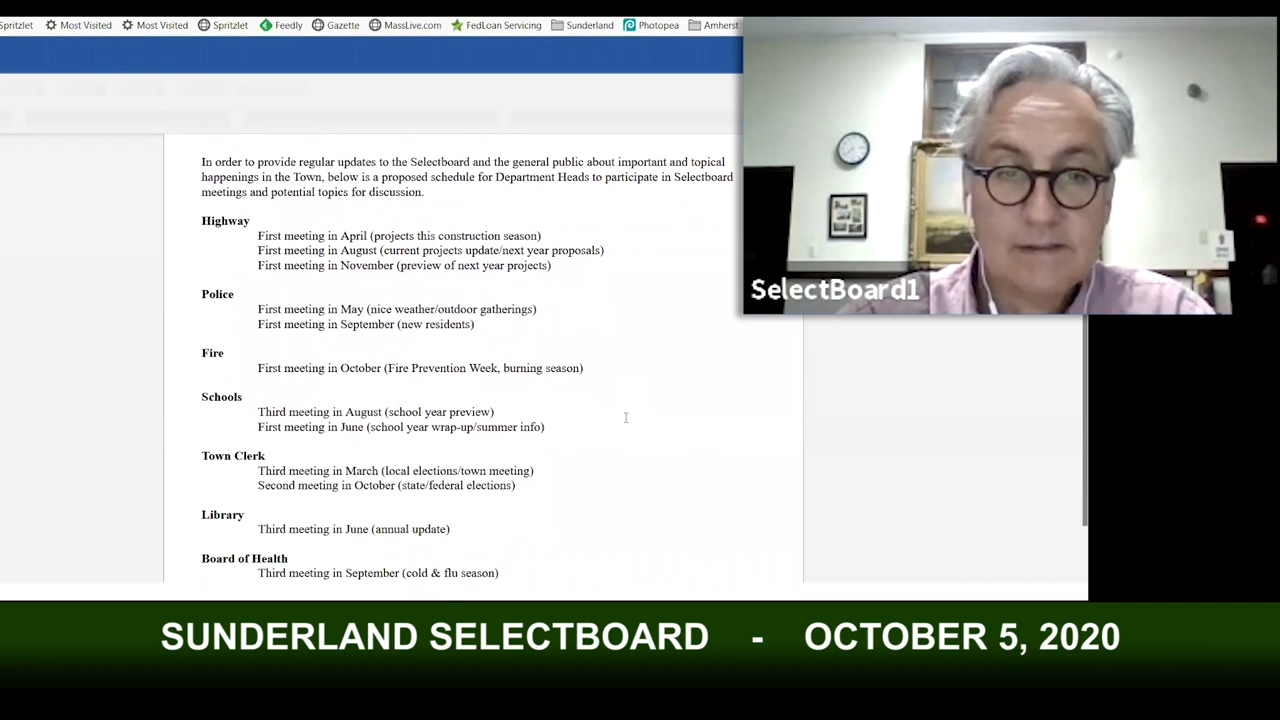 Spritzlet Most Visited Most Visited Spritzlet Feedly Gazette MassLive.com FedLoan Servicing Sunderland Photopea Amherst
In order to provide regular updates to the Selectboard and the general public about important and topical
happenings in the Town, below is a proposed schedule for Department Heads to participate in Selectboard
meetings and potential topics for discussion.
Highway
First meeting in April (projects this construction season)
First meeting in August (current projects update/next year proposals)
First meeting in November (preview of next year projects)
Police
First meeting in May (nice weather/outdoor gatherings)
First meeting in September (new residents)
Fire
First meeting in October (Fire Prevention Week, burning season)
Schools
Third meeting in August (school year preview)
First meeting in June (school year wrap-up/summer info)
Town Clerk
Third meeting in March (local elections/town meeting)
Second meeting in October (state/federal elections)
Library
Third meeting in June (annual update)
Board of Health
Third meeting in September (cold & flu season)
SelectBoard1
SUNDERLAND SELECTBOARD - OCTOBER 5, 2020